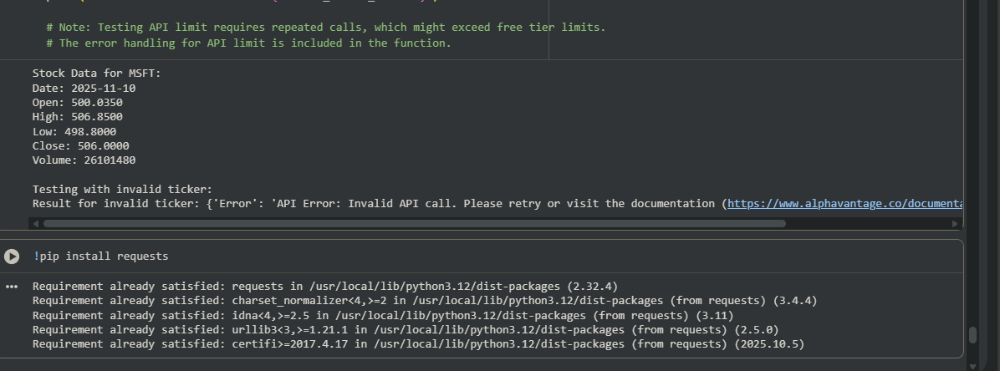 # Note: Testing API limit requires repeated calls, which might exceed free tier limits.
# The error handling for API limit is included in the function.
Stock Data for MSFT:
Date: 2025-11-10
Open: 500.0350
High: 506.8500
Low: 498.8000
Close: 506.0000
Volume: 26101480
Testing with invalid ticker:
Result for invalid ticker: {'Error': 'API Error: Invalid API call. Please retry or visit the documentation (https://www.alphavantage.co/documenta
!pip install requests
Requirement already satisfied: requests in /usr/local/lib/python3.12/dist-packages (2.32.4)
Requirement already satisfied: charset_normalizer<4,>=2 in /usr/local/lib/python3.12/dist-packages (from requests) (3.4.4)
Requirement already satisfied: idna<4,>=2.5 in /usr/local/lib/python3.12/dist-packages (from requests) (3.11)
Requirement already satisfied: urllib3<3,>=1.21.1 in /usr/local/lib/python3.12/dist-packages (from requests) (2.5.0)
Requirement already satisfied: certifi>=2017.4.17 in /usr/local/lib/python3.12/dist-packages (from requests) (2025.10.5)